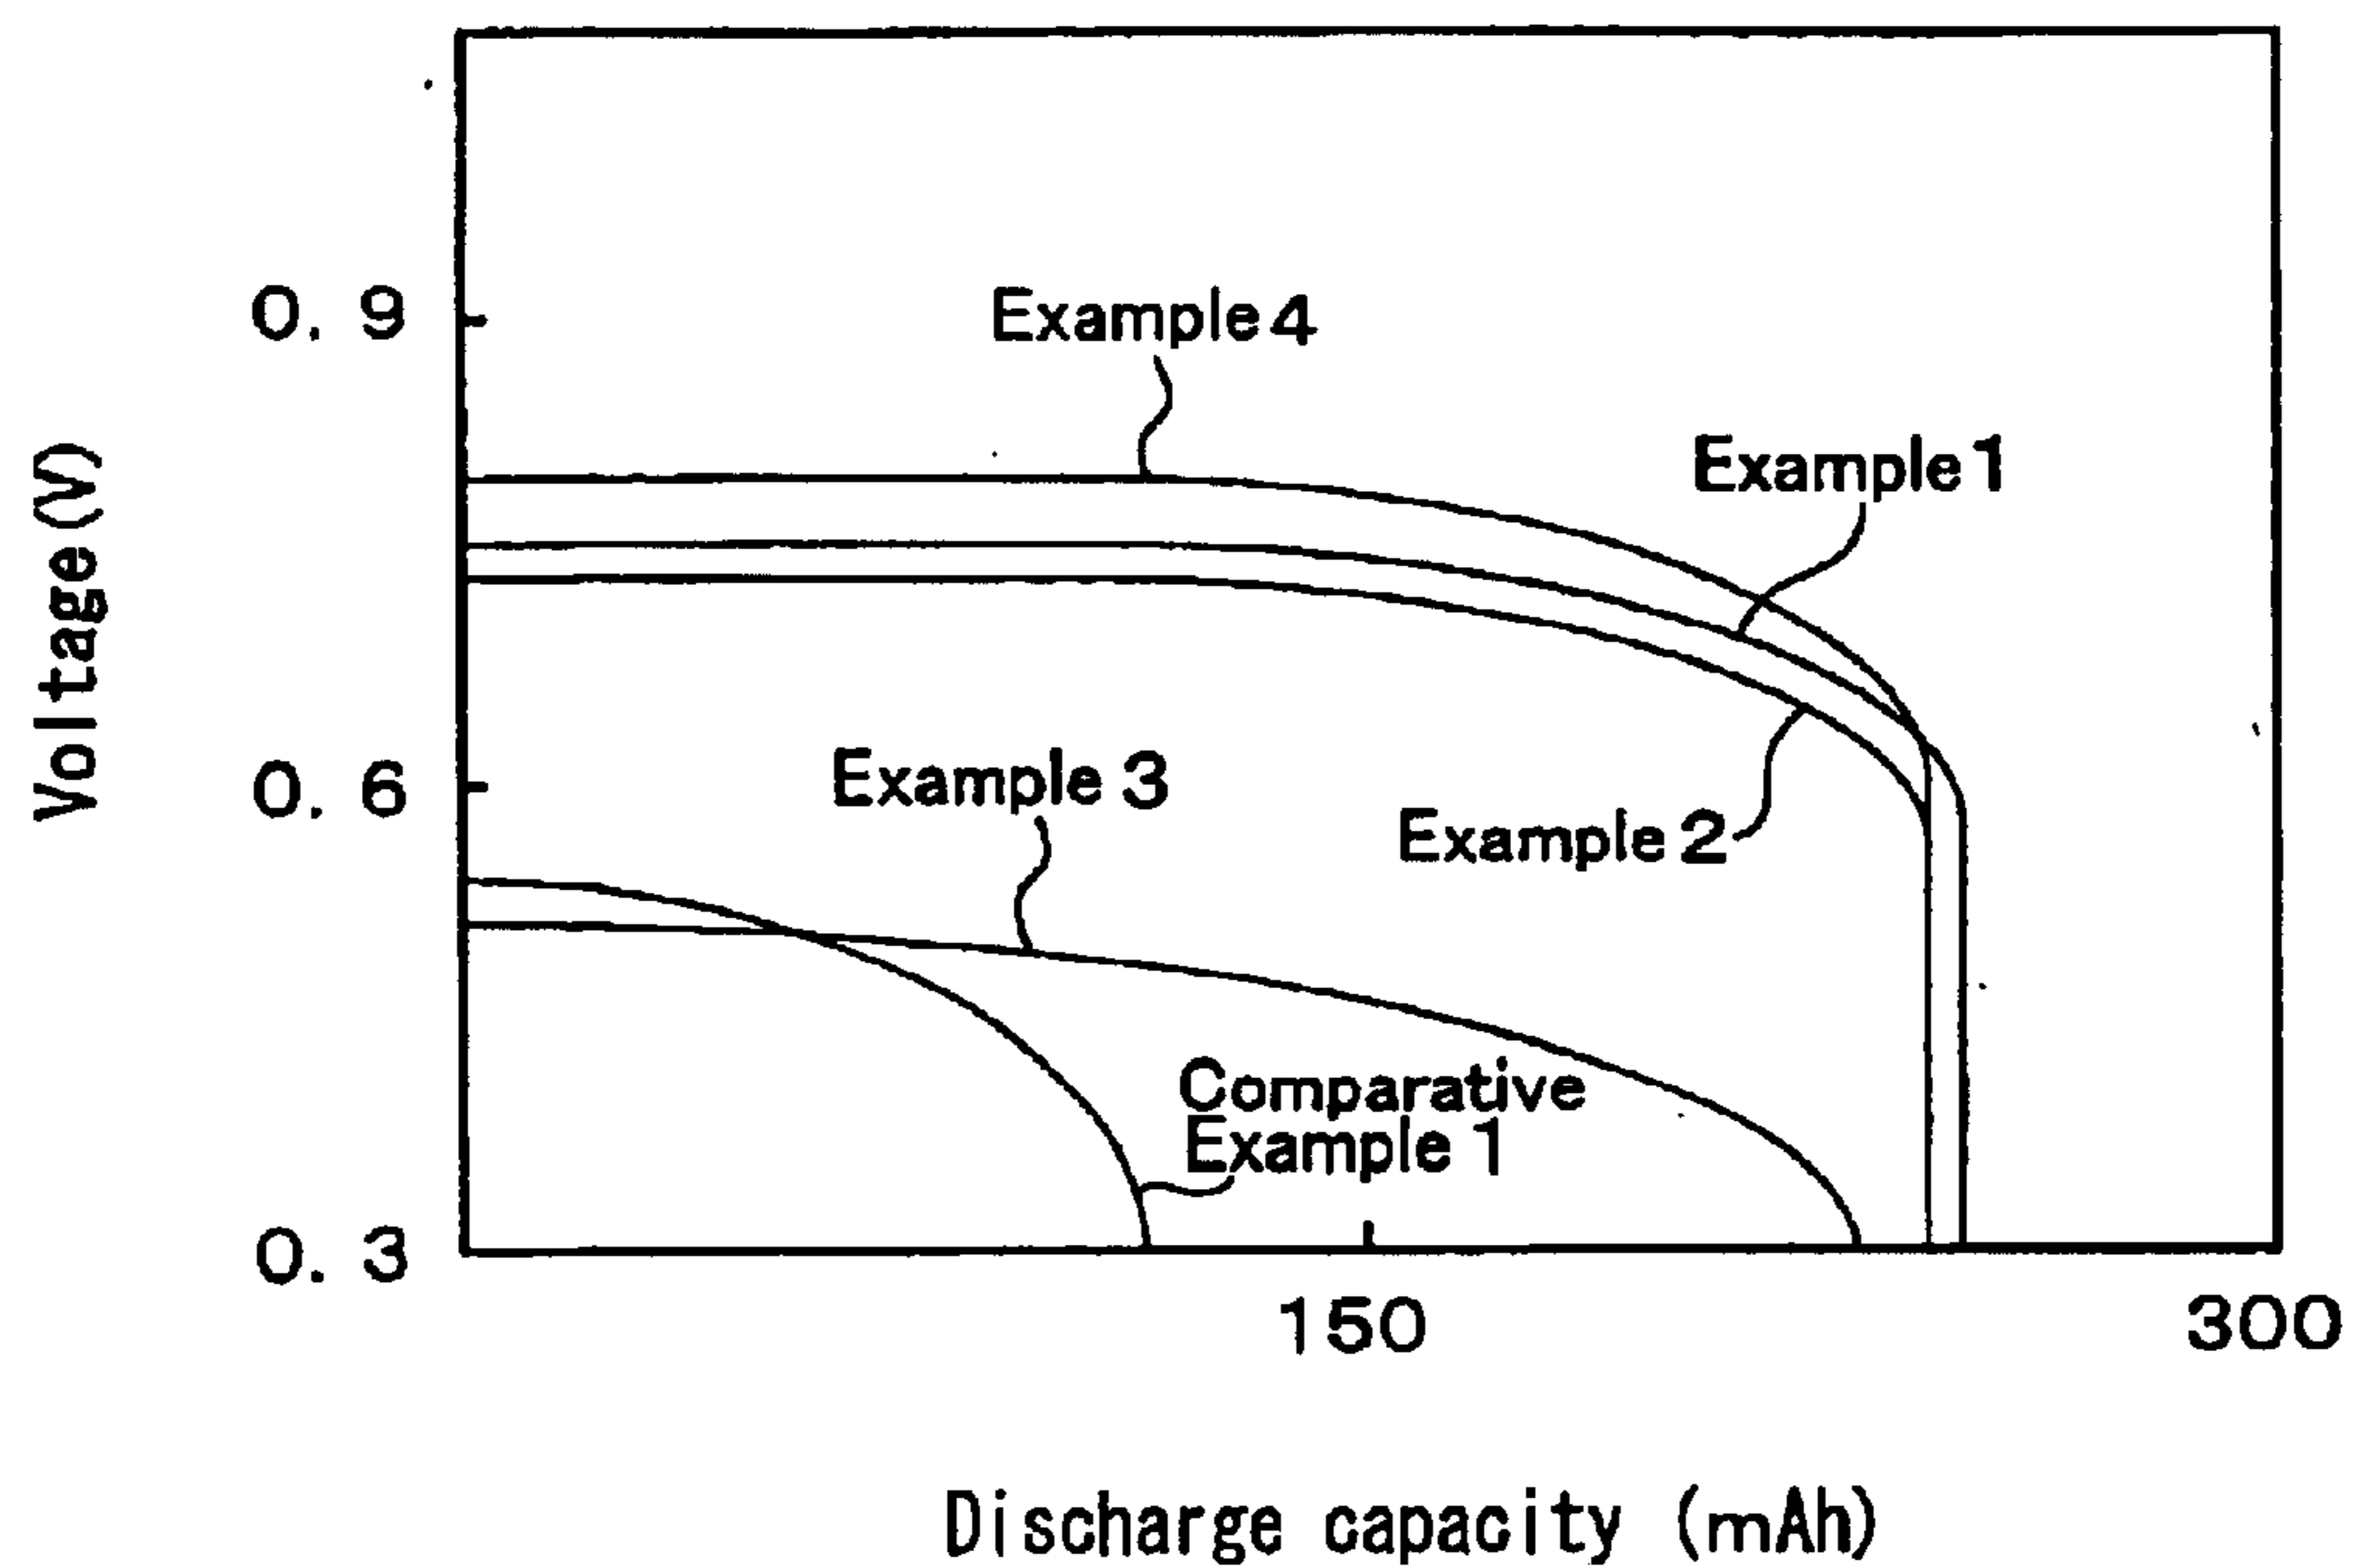 0.9
Example 4
Example 1
Voltage(V)
0.6
Example 3
Example 2
Comparative
Example 1
0.3
150
300
Discharge capacity (mAh)